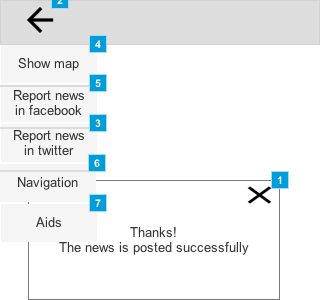 2
4
Show map
5
Report news
in facebook
3
Report news
in twitter
6
Navigation
1
7
Aids
Thanks!
The news is posted successfully